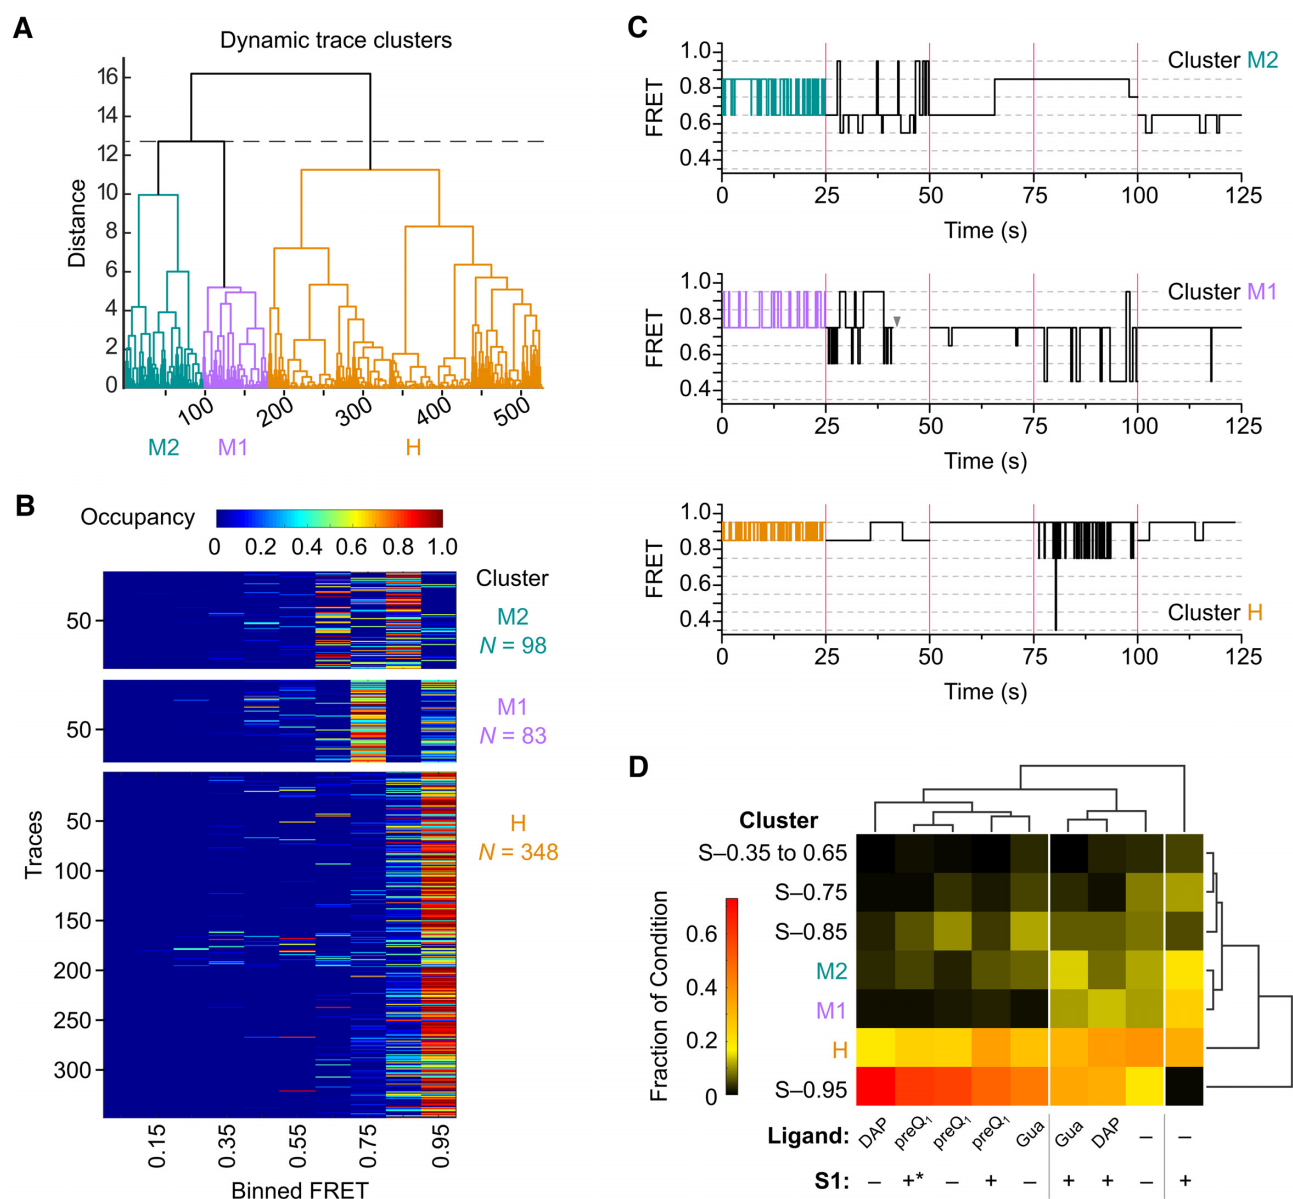 A
Dynamic trace clusters
Distance
16
14
12
10
8
6
4
2
0
100
200
300
400
500
M2
M1
H
B
Occupancy
0
0.2
0.4
0.6
0.8
1.0
Cluster
M2
N = 98
M1
N = 83
H
N = 348
Traces
50
50
50
100
150
200
250
300
0.15
0.35
0.55
0.75
0.95
Binned FRET
C
Cluster M2
FRET
1.0
0.8
0.6
0.4
0
25
50
75
100
125
Time (s)
Cluster M1
FRET
1.0
0.8
0.6
0.4
0
25
50
75
100
125
Time (s)
Cluster H
FRET
1.0
0.8
0.6
0.4
0
25
50
75
100
125
Time (s)
D
Cluster
S–0.35 to 0.65
S–0.75
S–0.85
M2
M1
H
S–0.95
Fraction of Condition
0.6
0.4
0.2
0
Ligand: DAP preQ₁ preQ₁ preQ₁ Gua Gua DAP – –
S1: – +* – + – + + – +